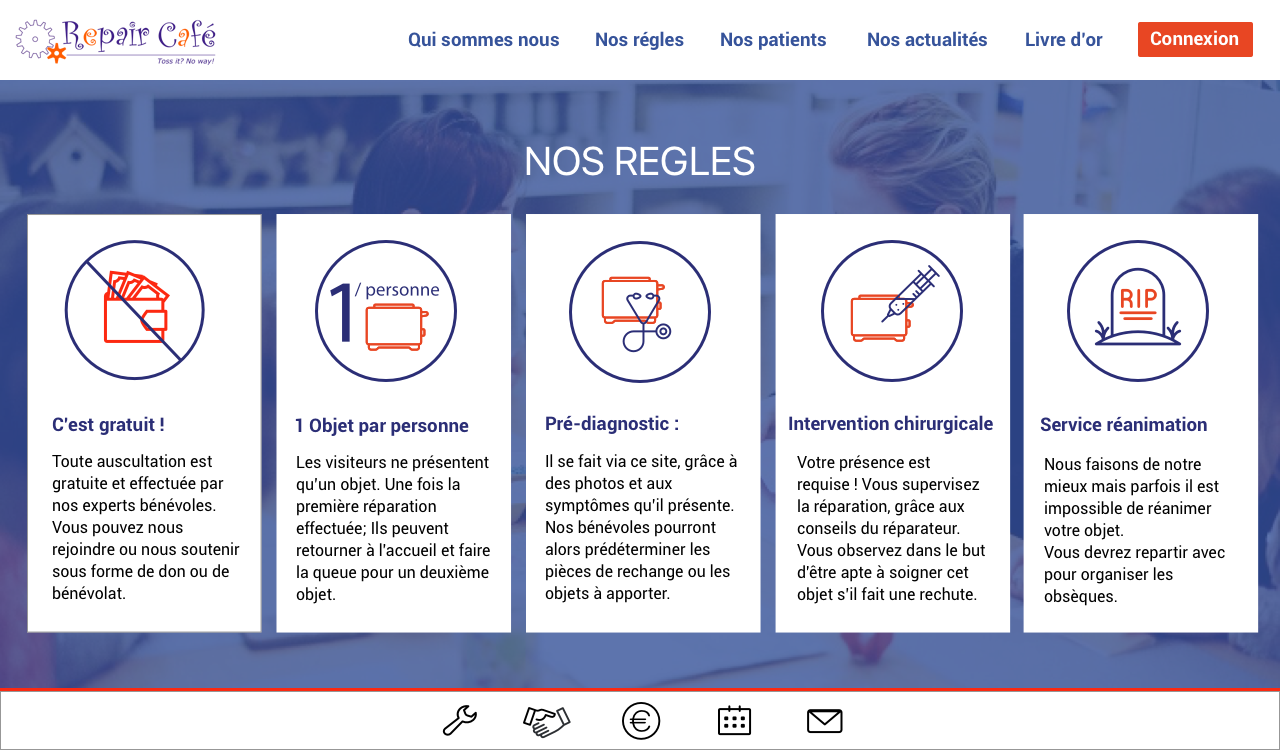 Repair Café
Toss it? No way!
Qui sommes nous
Nos régles
Nos patients
Nos actualités
Livre d'or
Connexion
NOS REGLES
C'est gratuit !
Toute auscultation est
gratuite et effectuée par
nos experts bénévoles.
Vous pouvez nous
rejoindre ou nous soutenir
sous forme de don ou de
bénévolat.
1 / personne
1 Objet par personne
Les visiteurs ne présentent
qu'un objet. Une fois la
première réparation
effectuée; Ils peuvent
retourner à l'accueil et faire
la queue pour un deuxième
objet.
Pré-diagnostic :
Il se fait via ce site, grâce à
des photos et aux
symptômes qu'il présente.
Nos bénévoles pourront
alors prédéterminer les
pièces de rechange ou les
objets à apporter.
Intervention chirurgicale
Votre présence est
requise ! Vous supervisez
la réparation, grâce aux
conseils du réparateur.
Vous observez dans le but
d'être apte à soigner cet
objet s'il fait une rechute.
RIP
Service réanimation
Nous faisons de notre
mieux mais parfois il est
impossible de réanimer
votre objet.
Vous devrez repartir avec
pour organiser les
obsèques.